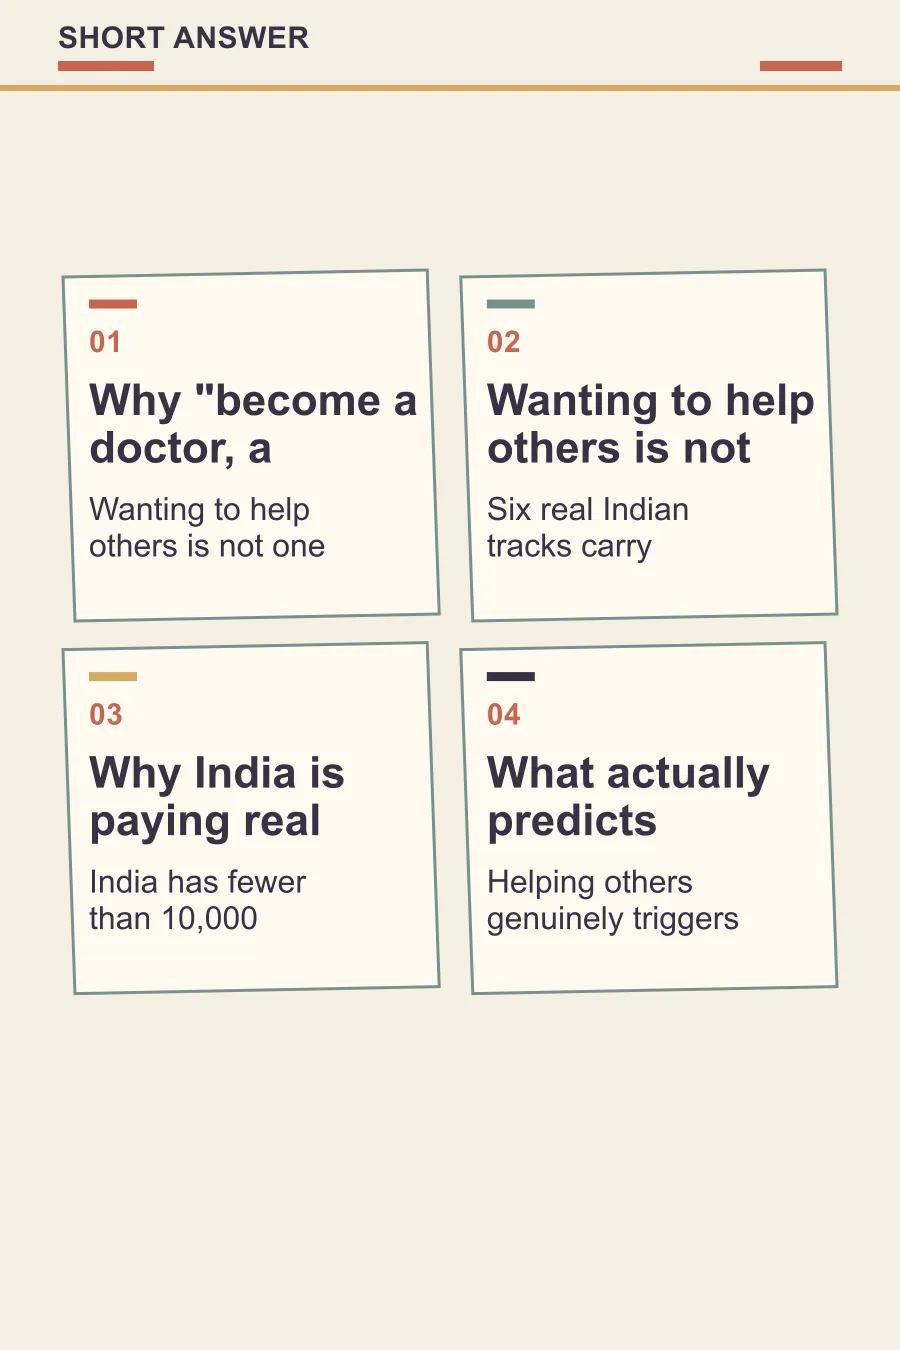 SHORT ANSWER
01
Why "become a
doctor, a
Wanting to help
others is not one
02
Wanting to help
others is not
Six real Indian
tracks carry
03
Why India is
paying real
India has fewer
than 10,000
04
What actually
predicts
Helping others
genuinely triggers